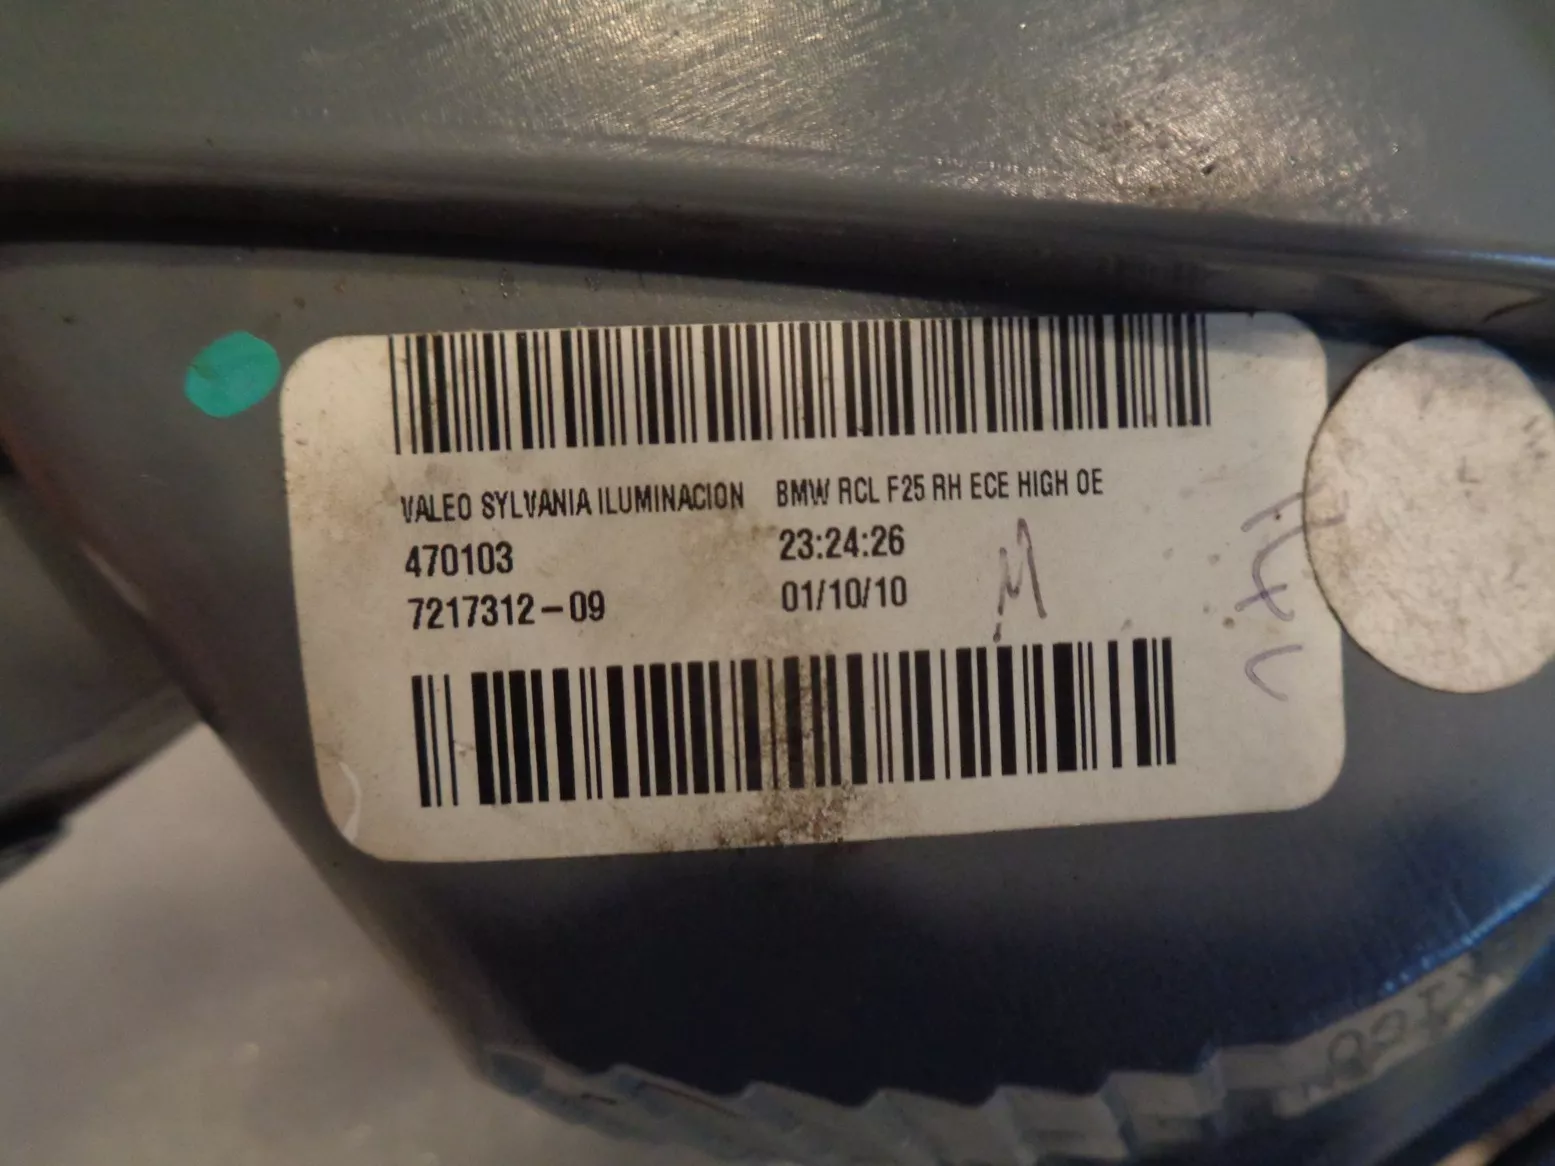 VALEO SYLVANIA ILUMINACION BMW RCL F25 RH ECE HIGH OE
470103 23:24:26
7217312-09 01/10/10
M